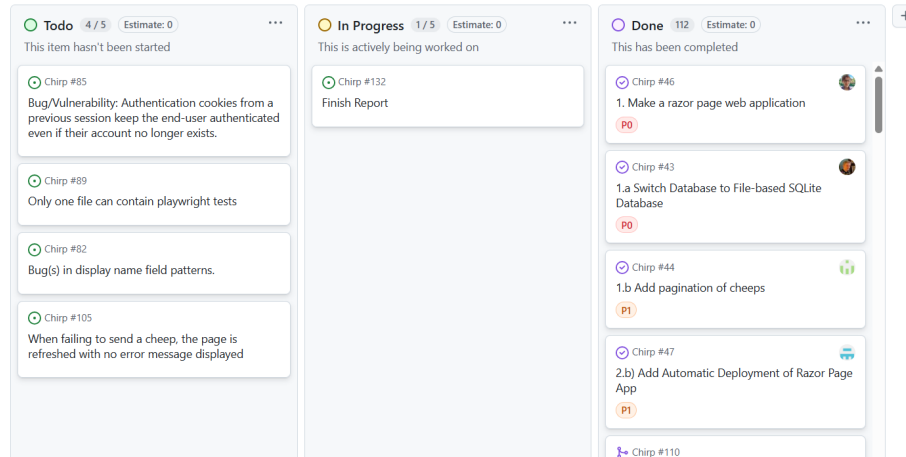 Todo 4 / 5 Estimate: 0 ...
This item hasn't been started
Chirp #85
Bug/Vulnerability: Authentication cookies from a
previous session keep the end-user authenticated
even if their account no longer exists.
Chirp #89
Only one file can contain playwright tests
Chirp #82
Bug(s) in display name field patterns.
Chirp #105
When failing to send a cheep, the page is
refreshed with no error message displayed
In Progress 1 / 5 Estimate: 0 ...
This is actively being worked on
Chirp #132
Finish Report
Done 112 Estimate: 0 ...
This has been completed
Chirp #46
1. Make a razor page web application
P0
Chirp #43
1.a Switch Database to File-based SQLite
Database
P0
Chirp #44
1.b Add pagination of cheeps
P1
Chirp #47
2.b) Add Automatic Deployment of Razor Page
App
P1
Chirp #110